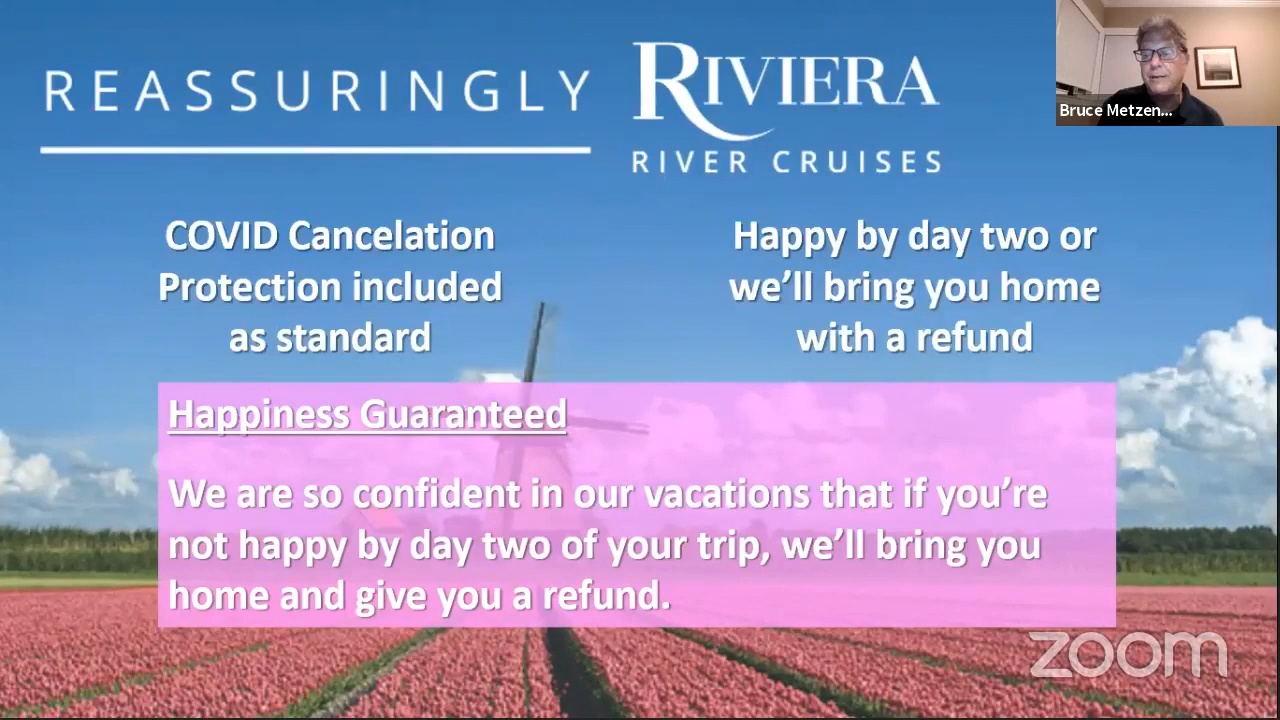 REASSURINGLY
RIVIERA
RIVER CRUISES
Bruce Metzen...
COVID Cancelation
Protection included
as standard
Happy by day two or
we’ll bring you home
with a refund
Happiness Guaranteed
We are so confident in our vacations that if you’re
not happy by day two of your trip, we’ll bring you
home and give you a refund.
zoom